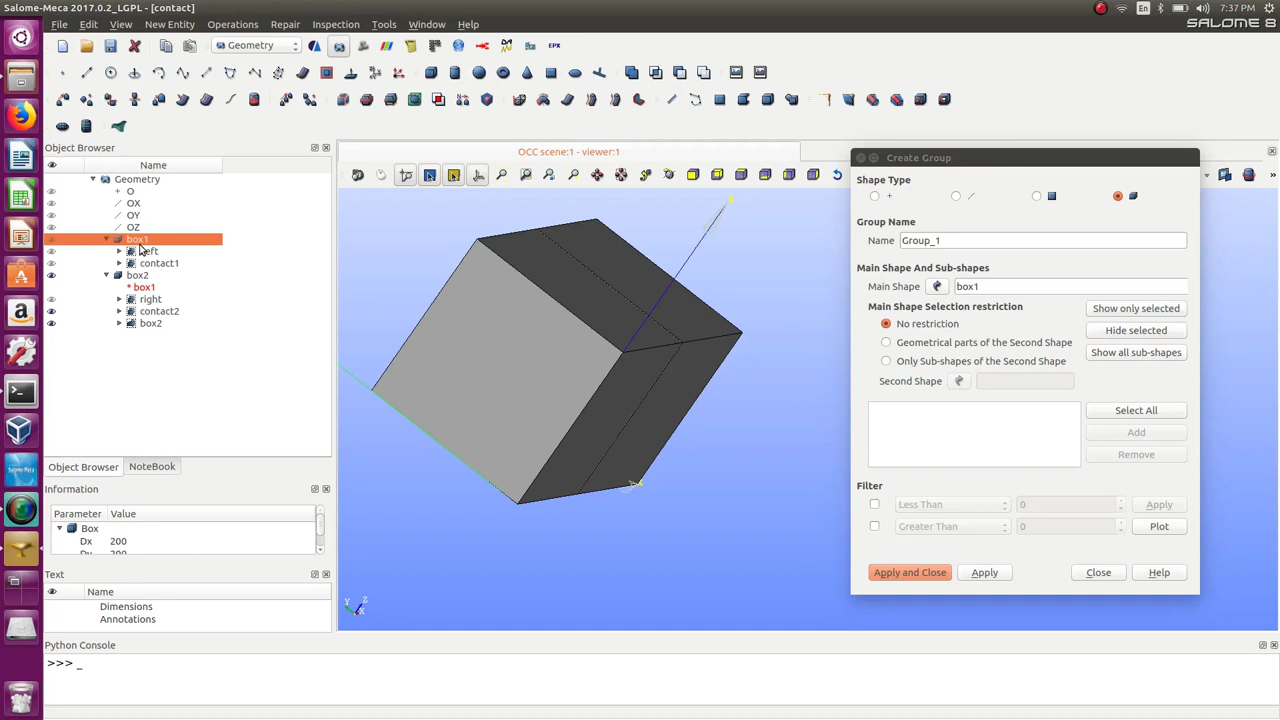 Salome-Meca 2017.0.2_LGPL - [contact]
En
7:37 PM
File Edit View New Entity Operations Repair Inspection Tools Window Help
SALOME 8
Geometry
EPX
Object Browser
Name
Geometry
O
OX
OY
OZ
box1
left
contact1
box2
* box1
right
contact2
box2
Object Browser
NoteBook
Information
Parameter Value
Box
Dx 200
Dy 200
Text
Name
Dimensions
Annotations
OCC scene:1 - viewer:1
Y Z
X
Create Group
Shape Type
Group Name
Name Group_1
Main Shape And Sub-shapes
Main Shape box1
Main Shape Selection restriction
Show only selected
No restriction
Hide selected
Geometrical parts of the Second Shape
Show all sub-shapes
Only Sub-shapes of the Second Shape
Second Shape
Select All
Add
Remove
Filter
Less Than 0 Apply
Greater Than 0 Plot
Apply and Close Apply Close Help
Python Console
>>> _